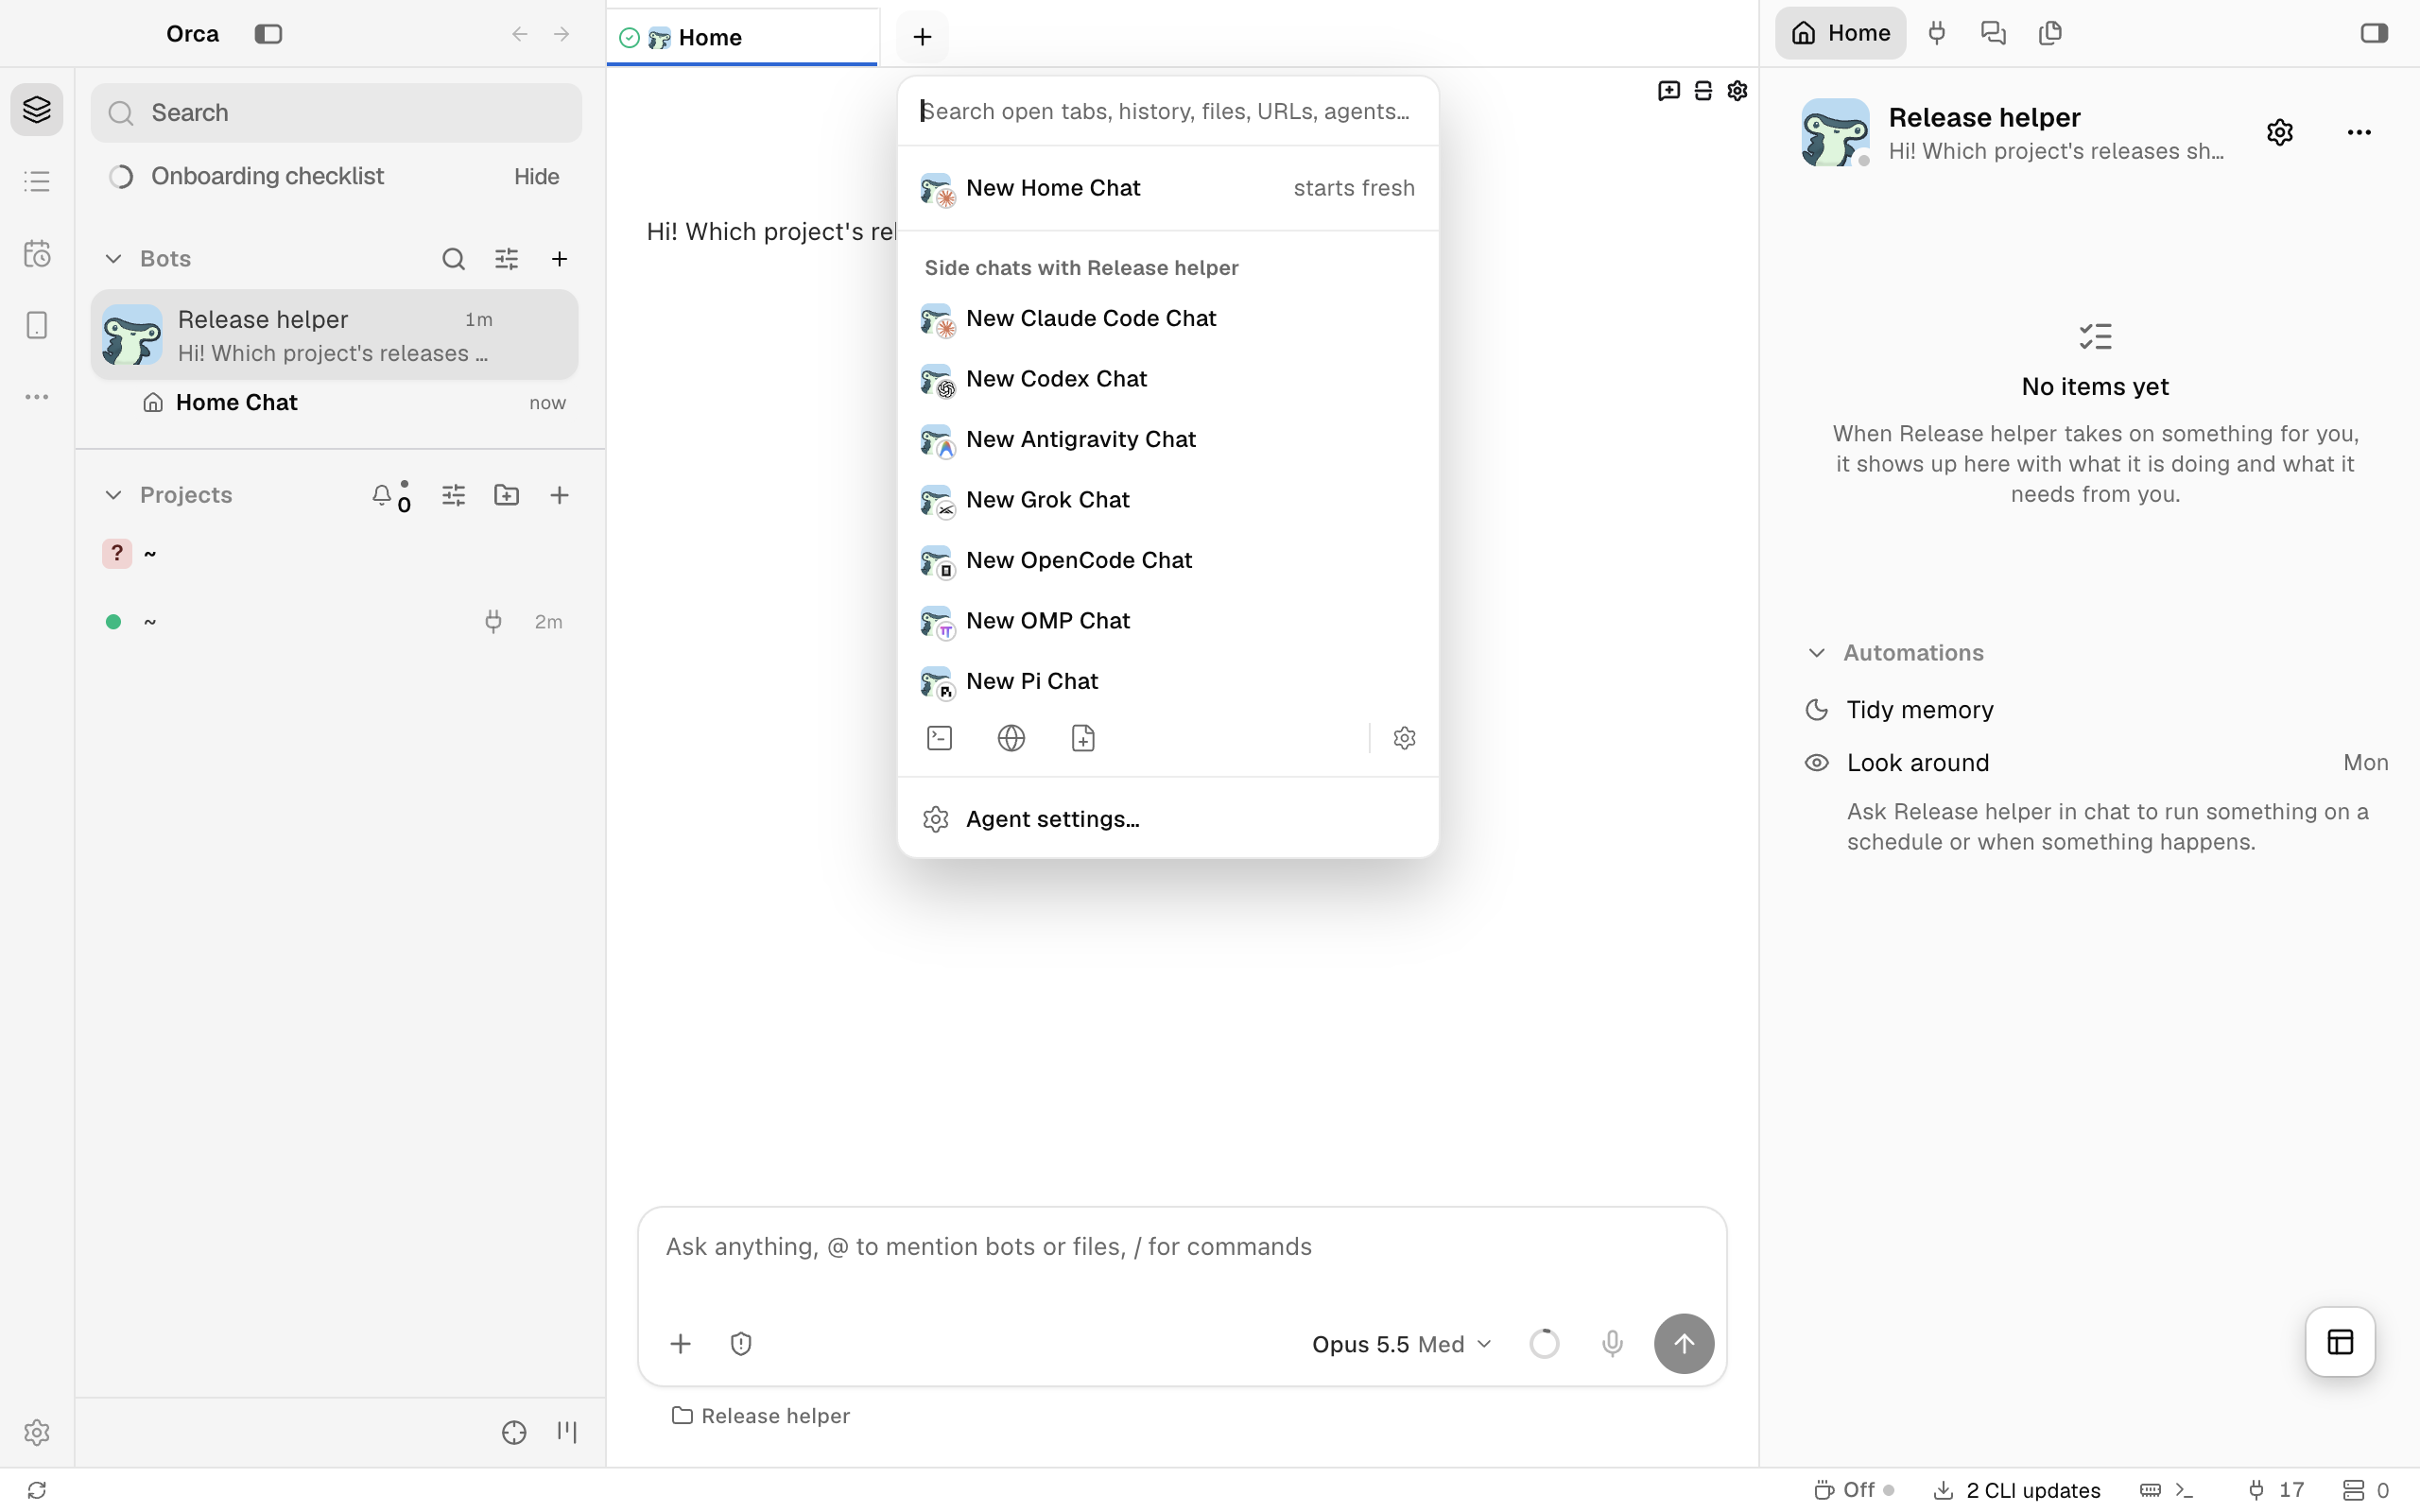 Orca
Search
Onboarding checklist
Hide
Bots
Release helper
1m
Hi! Which project's releases ...
Home Chat
now
Projects
0
?
~
~
2m
Home
Hi! Which project's rel
Search open tabs, history, files, URLs, agents...
New Home Chat
starts fresh
Side chats with Release helper
New Claude Code Chat
New Codex Chat
New Antigravity Chat
New Grok Chat
New OpenCode Chat
New OMP Chat
New Pi Chat
Agent settings...
Ask anything, @ to mention bots or files, / for commands
Opus 5.5 Med
Release helper
Home
Release helper
Hi! Which project's releases sh...
No items yet
When Release helper takes on something for you,
it shows up here with what it is doing and what it
needs from you.
Automations
Tidy memory
Look around
Mon
Ask Release helper in chat to run something on a
schedule or when something happens.
Off
2 CLI updates
17
0